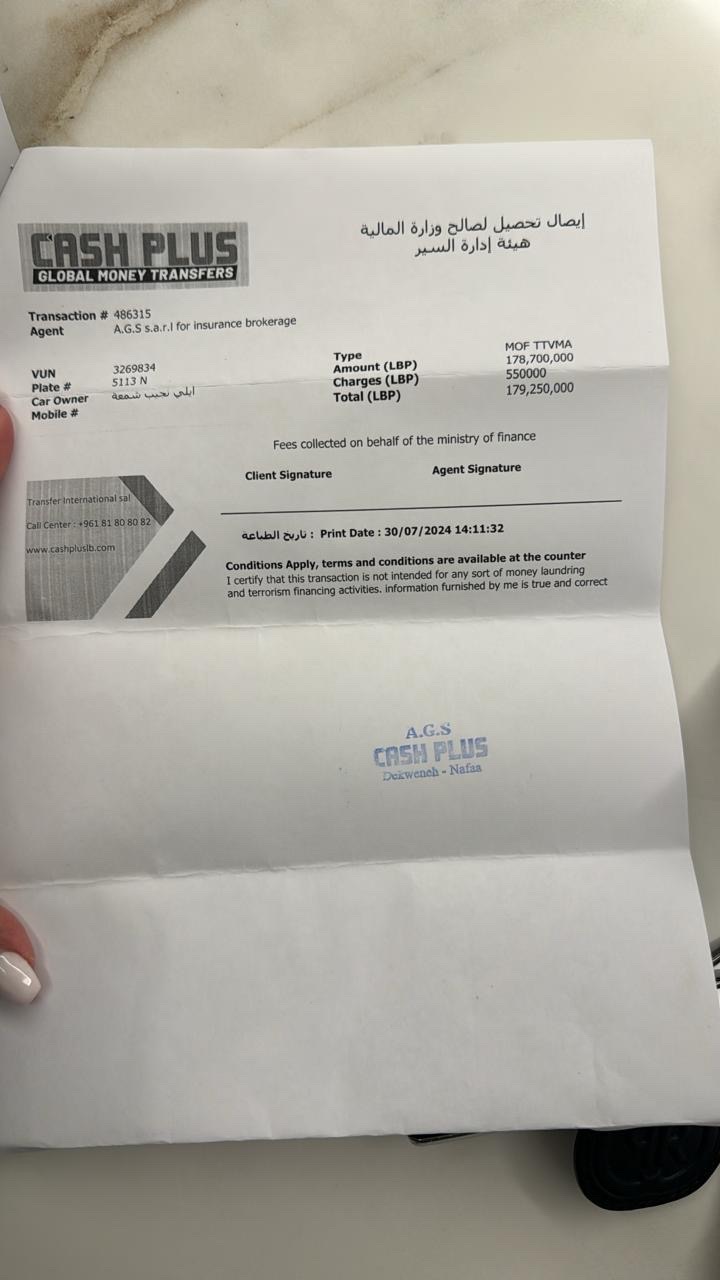 CASH PLUS
GLOBAL MONEY TRANSFERS
إيصال تحصيل لصالح وزارة المالية
هيئة إدارة السير
Transaction # 486315
Agent A.G.S s.a.r.l for insurance brokerage
VUN 3269834
Plate # 5113 N
Car Owner ايلي نجيب شمعة
Mobile #
Type MOF TTVMA
Amount (LBP) 178,700,000
Charges (LBP) 550000
Total (LBP) 179,250,000
Fees collected on behalf of the ministry of finance
Client Signature Agent Signature
Transfer International sal
Call Center : +961 81 80 80 82
www.cashpluslb.com
تاريخ الطباعة : Print Date : 30/07/2024 14:11:32
Conditions Apply, terms and conditions are available at the counter
I certify that this transaction is not intended for any sort of money laundring
and terrorism financing activities. information furnished by me is true and correct
A.G.S
CASH PLUS
Dekweneh - Nafaa